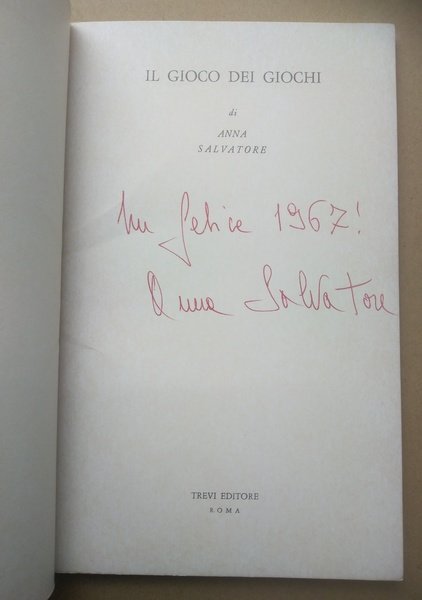 IL GIOCO DEI GIOCHI
di
ANNA
SALVATORE
Un felice 1967!
Anna Salvatore
TREVI EDITORE
ROMA